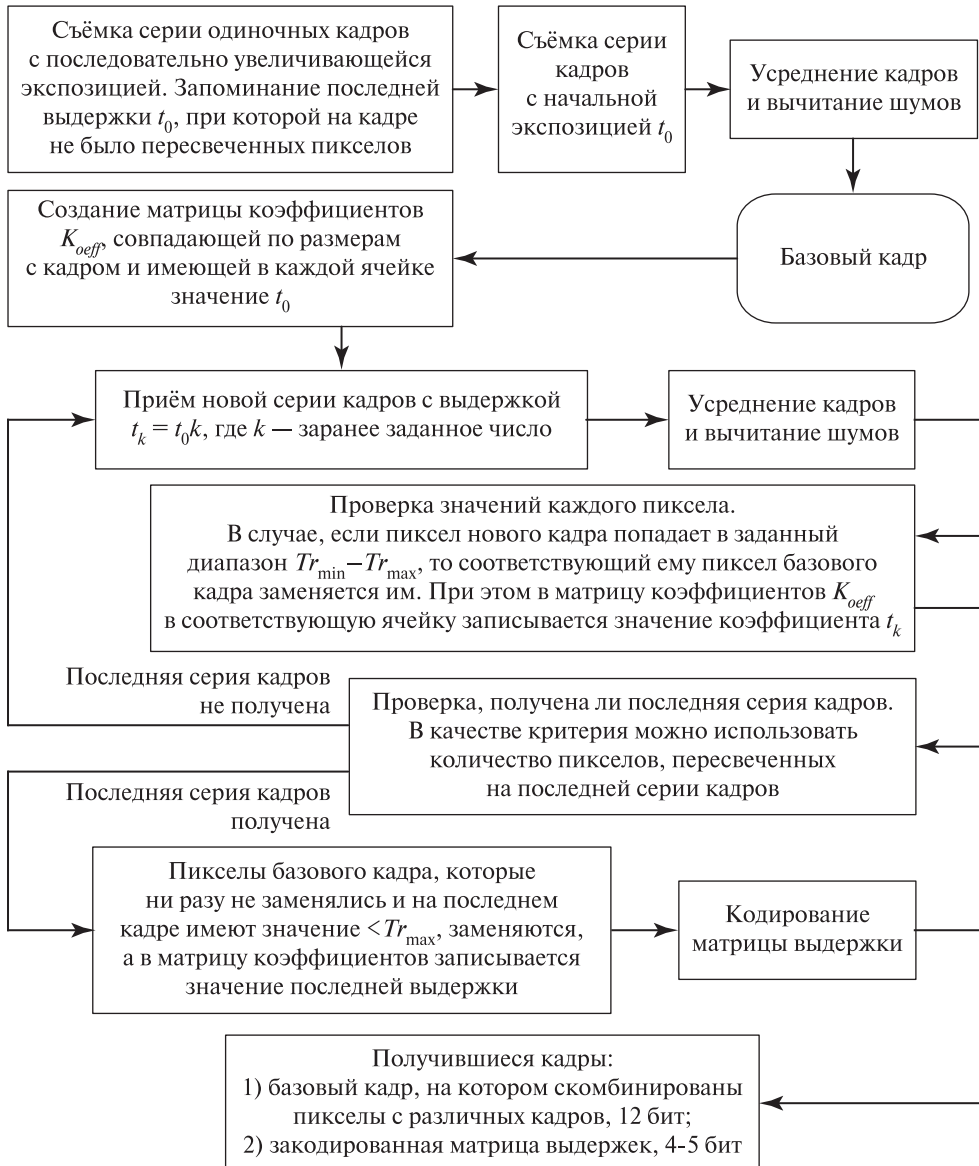 Съёмка серии одиночных кадров
с последовательно увеличивающейся
экспозицией. Запоминание последней
выдержки t₀, при которой на кадре
не было пересвеченных пикселов
Съёмка серии
кадров
с начальной
экспозицией t₀
Усреднение кадров
и вычитание шумов
Базовый кадр
Создание матрицы коэффициентов
K_oeff, совпадающей по размерам
с кадром и имеющей в каждой ячейке
значение t₀
Приём новой серии кадров с выдержкой
t_k = t₀k, где k — заранее заданное число
Усреднение кадров
и вычитание шумов
Проверка значений каждого пиксела.
В случае, если пиксел нового кадра попадает в заданный
диапазон Tr_min–Tr_max, то соответствующий ему пиксел базового
кадра заменяется им. При этом в матрицу коэффициентов K_oeff
в соответствующую ячейку записывается значение коэффициента t_k
Последняя серия кадров
не получена
Проверка, получена ли последняя серия кадров.
В качестве критерия можно использовать
количество пикселов, пересвеченных
на последней серии кадров
Последняя серия кадров
получена
Пикселы базового кадра, которые
ни разу не заменялись и на последнем
кадре имеют значение <Tr_max, заменяются,
а в матрицу коэффициентов записывается
значение последней выдержки
Кодирование
матрицы выдержки
Получившиеся кадры:
1) базовый кадр, на котором скомбинированы
пикселы с различных кадров, 12 бит;
2) закодированная матрица выдержек, 4-5 бит